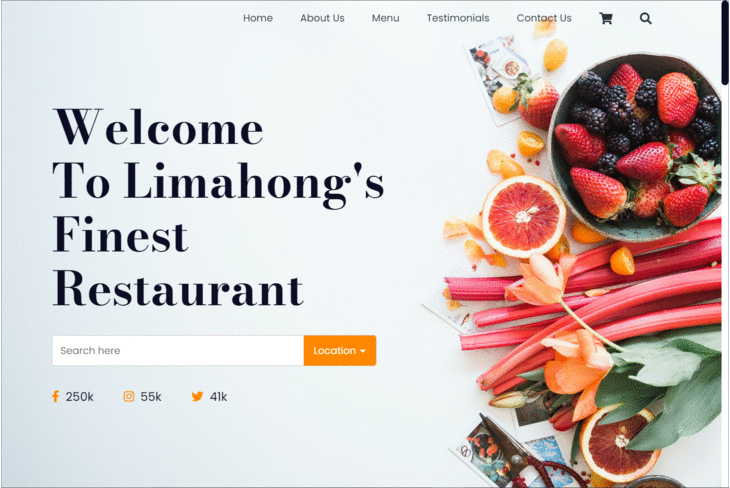 Home About Us Menu Testimonials Contact Us
Welcome
To Limahong's
Finest
Restaurant
Search here Location
250k 55k 41k